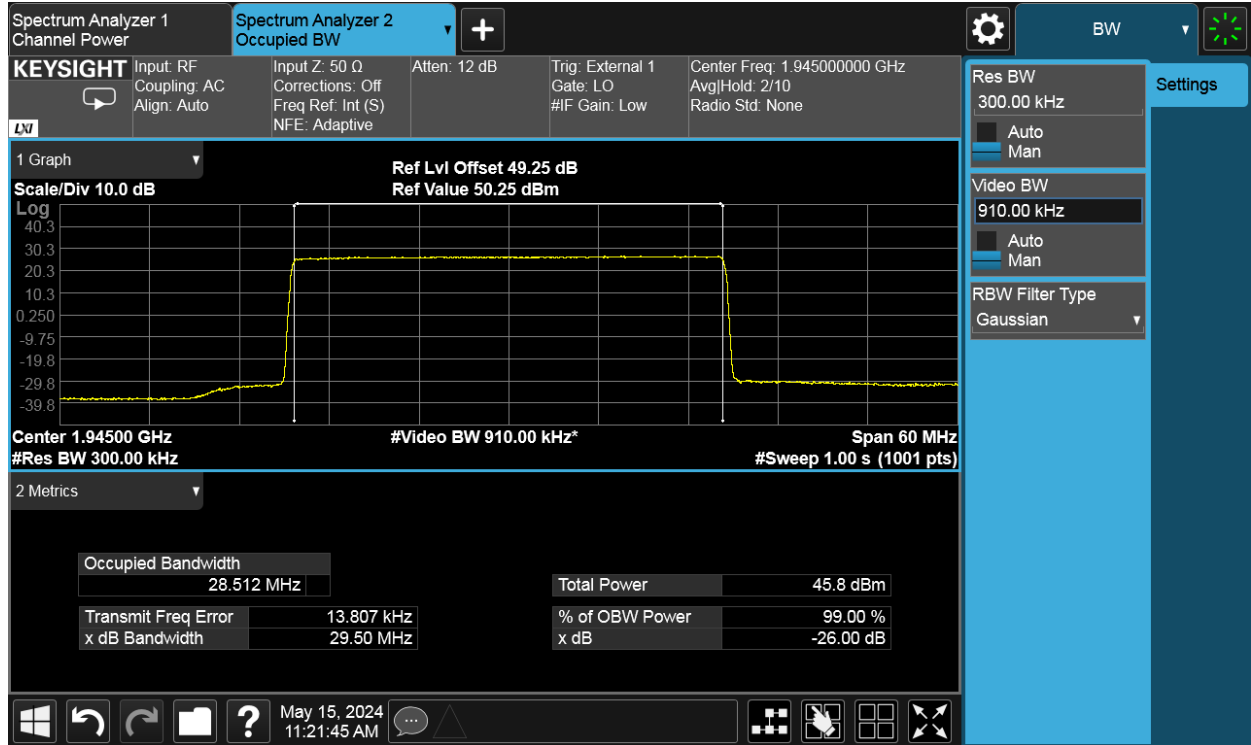 Spectrum Analyzer 1
Channel Power
Spectrum Analyzer 2
Occupied BW
BW
KEYSIGHT
LXI
Input: RF
Coupling: AC
Align: Auto
Input Z: 50 Ω
Corrections: Off
Freq Ref: Int (S)
NFE: Adaptive
Atten: 12 dB
Trig: External 1
Gate: LO
#IF Gain: Low
Center Freq: 1.945000000 GHz
Avg|Hold: 2/10
Radio Std: None
1 Graph
Scale/Div 10.0 dB
Ref Lvl Offset 49.25 dB
Ref Value 50.25 dBm
Log
40.3
30.3
20.3
10.3
0.250
-9.75
-19.8
-29.8
-39.8
Center 1.94500 GHz
#Video BW 910.00 kHz*
Span 60 MHz
#Res BW 300.00 kHz
#Sweep 1.00 s (1001 pts)
2 Metrics
Occupied Bandwidth
28.512 MHz
Total Power 45.8 dBm
Transmit Freq Error 13.807 kHz
% of OBW Power 99.00 %
x dB Bandwidth 29.50 MHz
x dB -26.00 dB
Res BW
300.00 kHz
Auto
Man
Video BW
910.00 kHz
Auto
Man
RBW Filter Type
Gaussian
Settings
?
May 15, 2024
11:21:45 AM